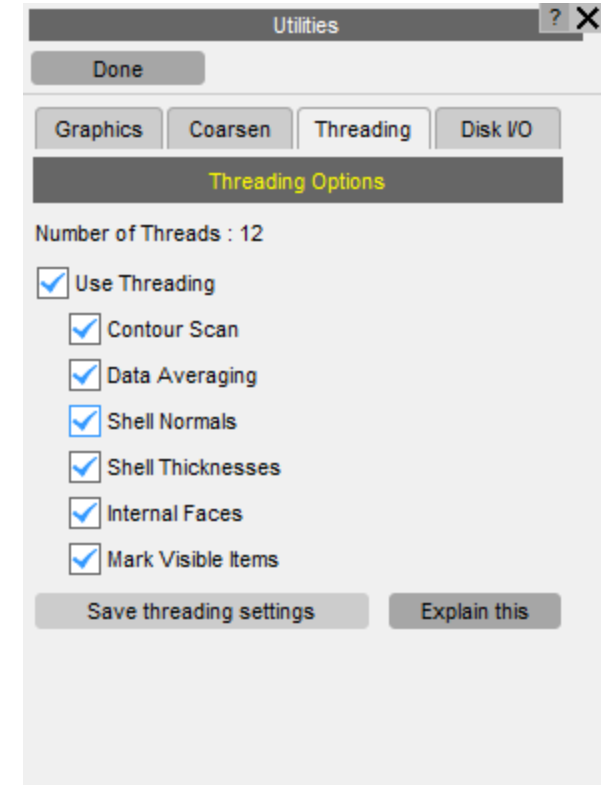 Utilities ?
Done
Graphics Coarsen Threading Disk I/O
Threading Options
Number of Threads : 12
Use Threading
Contour Scan
Data Averaging
Shell Normals
Shell Thicknesses
Internal Faces
Mark Visible Items
Save threading settings Explain this